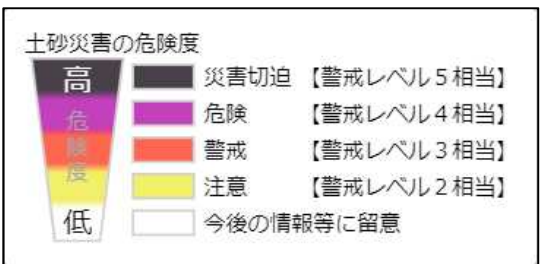 土砂災害の危険度
高 危険度 低
災害切迫 【警戒レベル5相当】
危険 【警戒レベル4相当】
警戒 【警戒レベル3相当】
注意 【警戒レベル2相当】
今後の情報等に留意